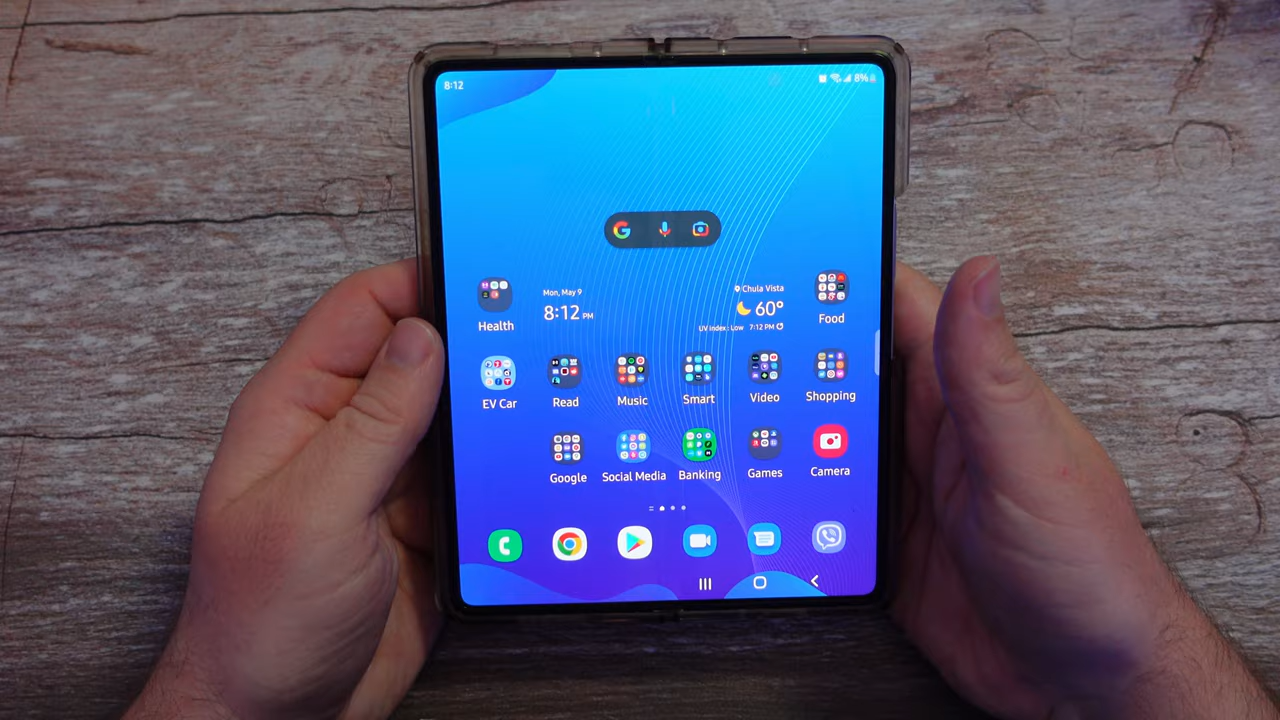 8:12
8%
Mon, May 9
8:12 PM
Chula Vista
60°
UV index : Low 7:12 PM
Health
Food
EV Car
Read
Music
Smart
Video
Shopping
Google
Social Media
Banking
Games
Camera